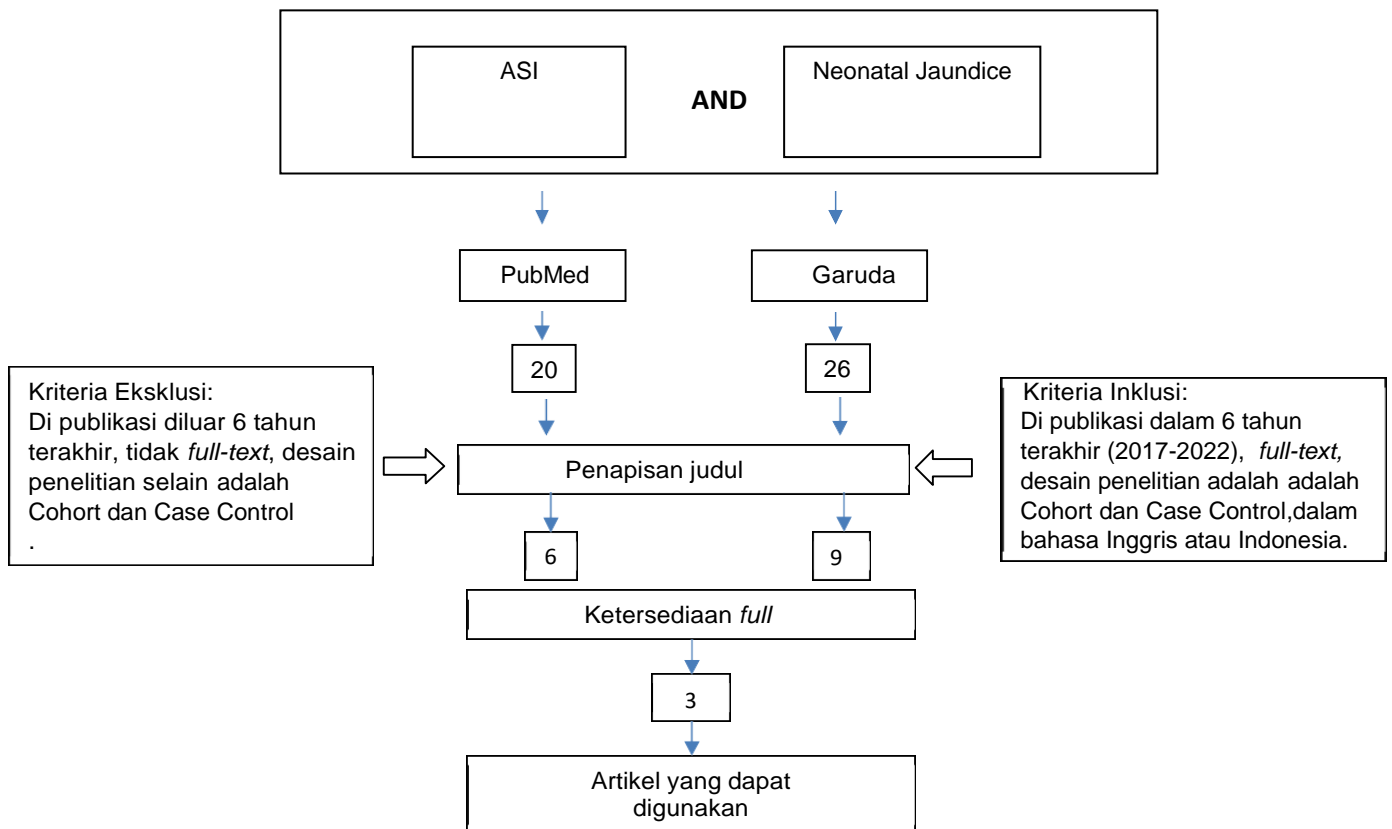 ASI
AND
Neonatal Jaundice
PubMed
Garuda
20
26
Kriteria Eksklusi:
Di publikasi diluar 6 tahun
terakhir, tidak full-text, desain
penelitian selain adalah
Cohort dan Case Control
.
Penapisan judul
Kriteria Inklusi:
Di publikasi dalam 6 tahun
terakhir (2017-2022), full-text,
desain penelitian adalah adalah
Cohort dan Case Control,dalam
bahasa Inggris atau Indonesia.
6
9
Ketersediaan full
3
Artikel yang dapat
digunakan